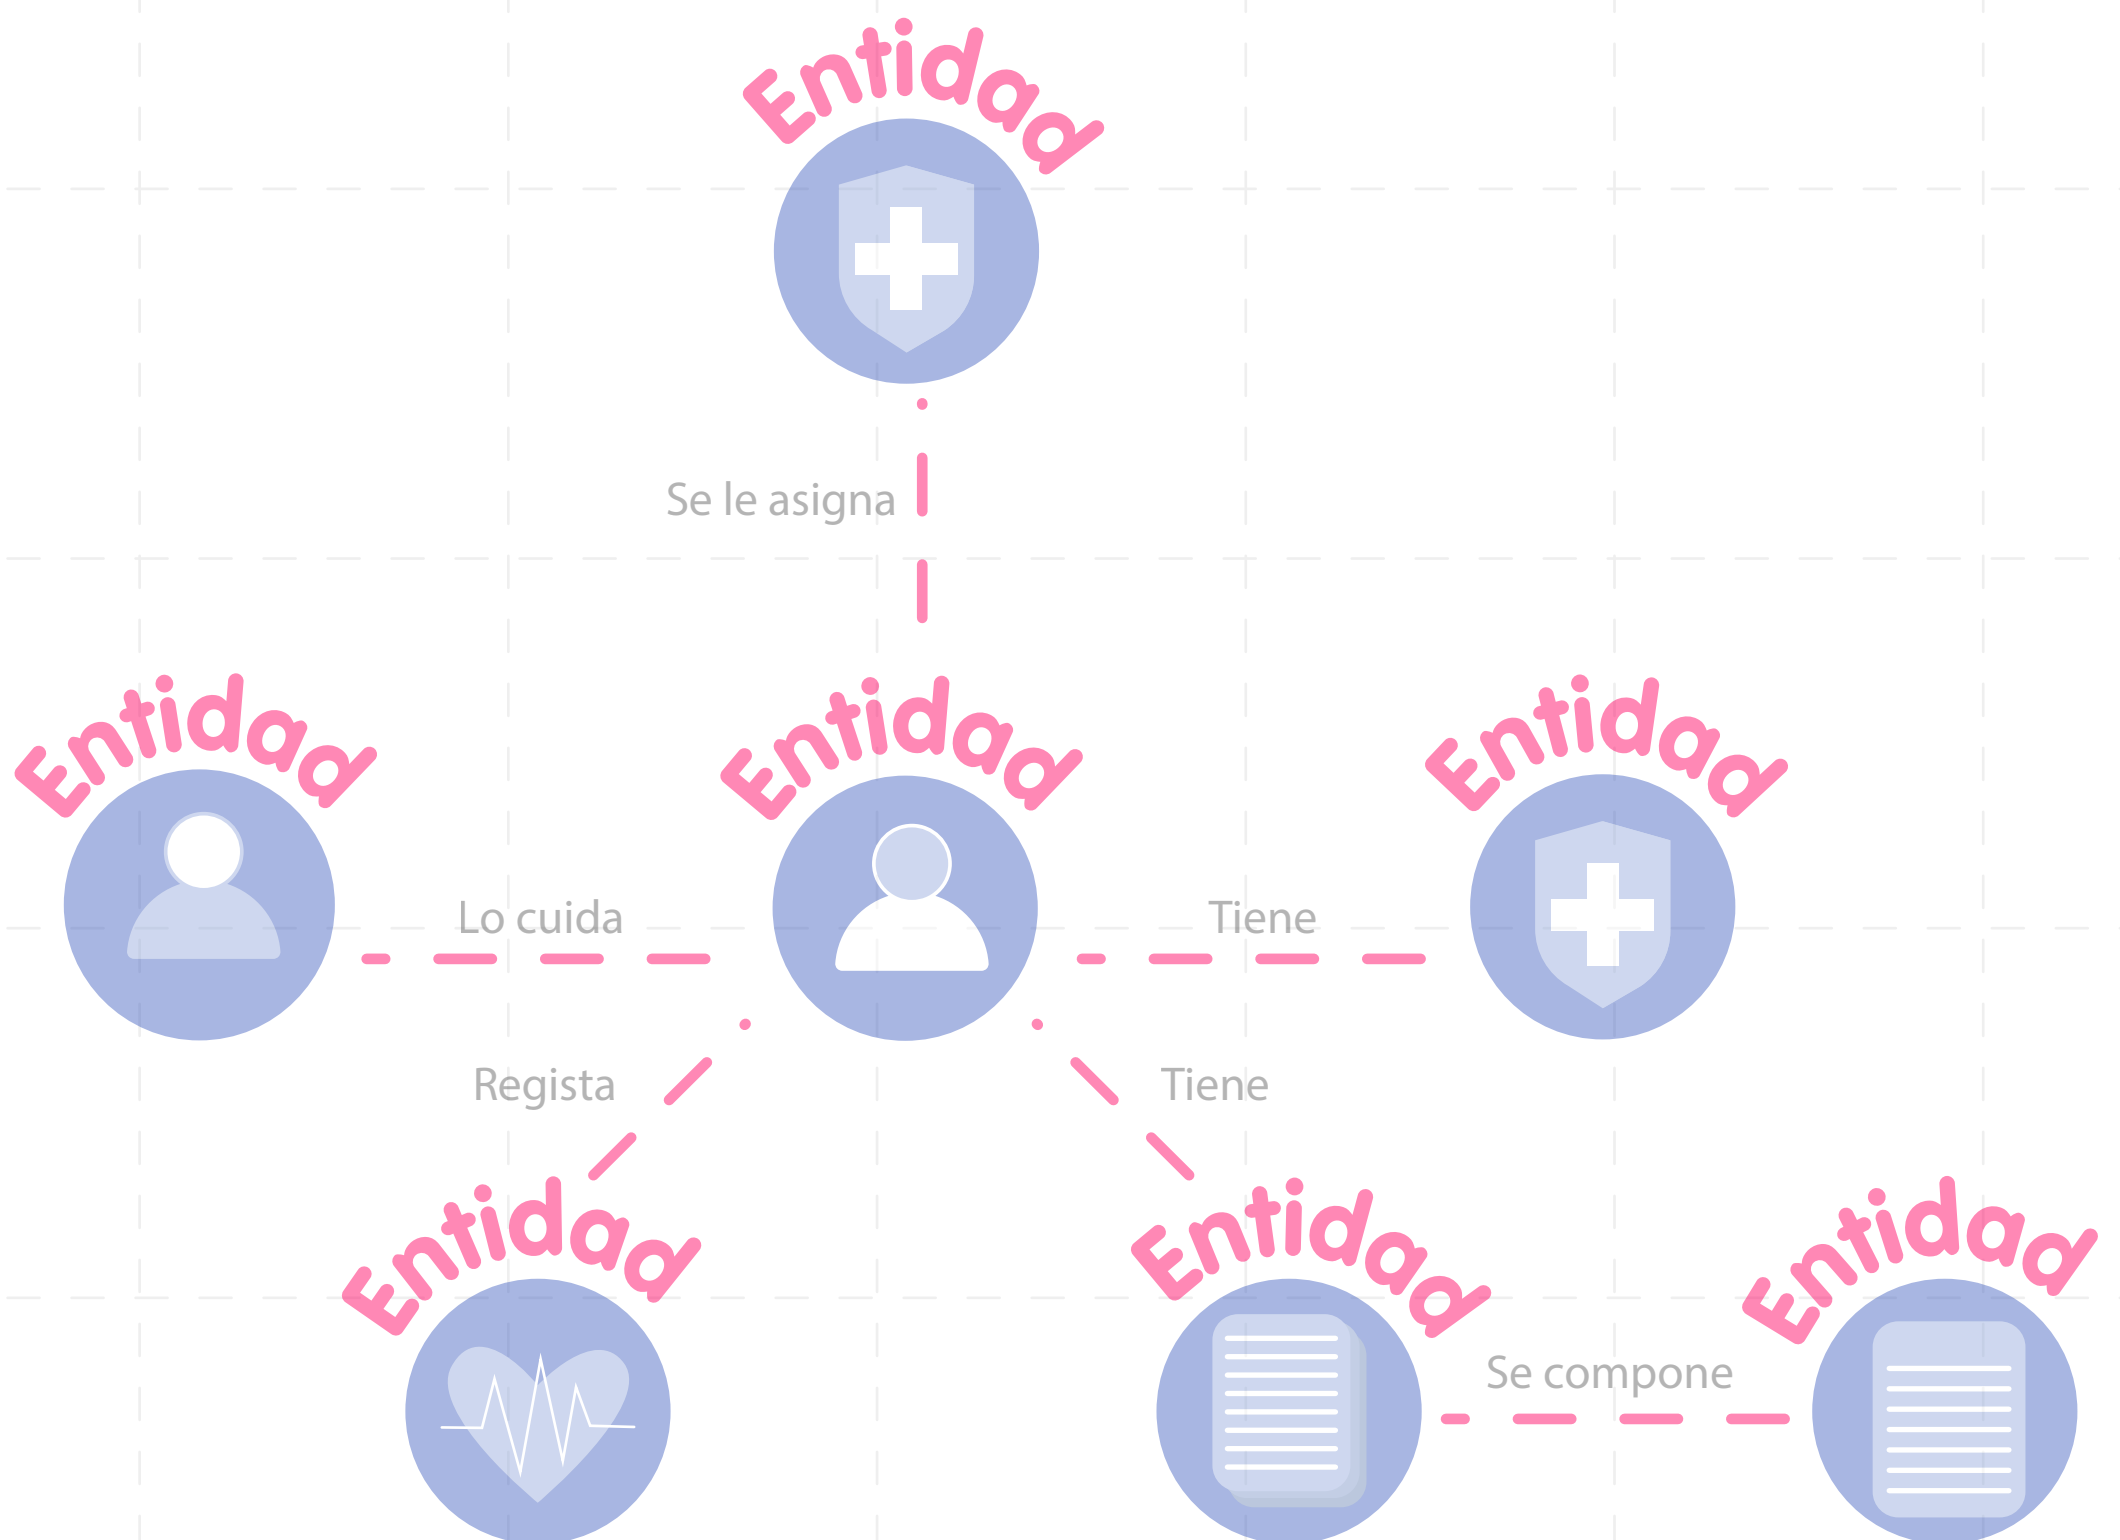 Entidad
Se le asigna
Entidad
Entidad
Entidad
Lo cuida
Tiene
Regista
Tiene
Entidad
Entidad
Entidad
Se compone